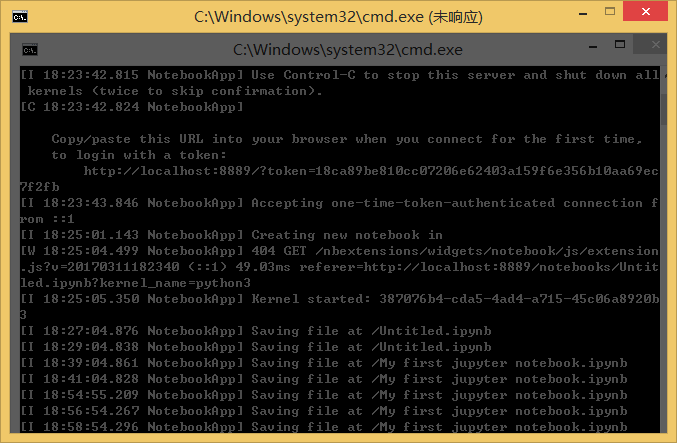 C:\Windows\system32\cmd.exe (未响应)
C:\Windows\system32\cmd.exe
[I 18:23:42.815 NotebookApp] Use Control-C to stop this server and shut down all
 kernels (twice to skip confirmation).
[C 18:23:42.824 NotebookApp]
    Copy/paste this URL into your browser when you connect for the first time,
    to login with a token:
        http://localhost:8889/?token=18ca89be810cc07206e62403a159f6e356b10aa69ec
7f2fb
[I 18:23:43.846 NotebookApp] Accepting one-time-token-authenticated connection f
rom ::1
[I 18:25:01.143 NotebookApp] Creating new notebook in
[W 18:25:04.499 NotebookApp] 404 GET /nbextensions/widgets/notebook/js/extension
.js?v=20170311182340 (::1) 49.03ms referer=http://localhost:8889/notebooks/Untit
led.ipynb?kernel_name=python3
[I 18:25:05.350 NotebookApp] Kernel started: 387076b4-cda5-4ad4-a715-45c06a8920b
3
[I 18:27:04.876 NotebookApp] Saving file at /Untitled.ipynb
[I 18:29:04.838 NotebookApp] Saving file at /Untitled.ipynb
[I 18:39:04.861 NotebookApp] Saving file at /My first jupyter notebook.ipynb
[I 18:41:04.828 NotebookApp] Saving file at /My first jupyter notebook.ipynb
[I 18:54:55.209 NotebookApp] Saving file at /My first jupyter notebook.ipynb
[I 18:56:54.267 NotebookApp] Saving file at /My first jupyter notebook.ipynb
[I 18:58:54.296 NotebookApp] Saving file at /My first jupyter notebook.ipynb